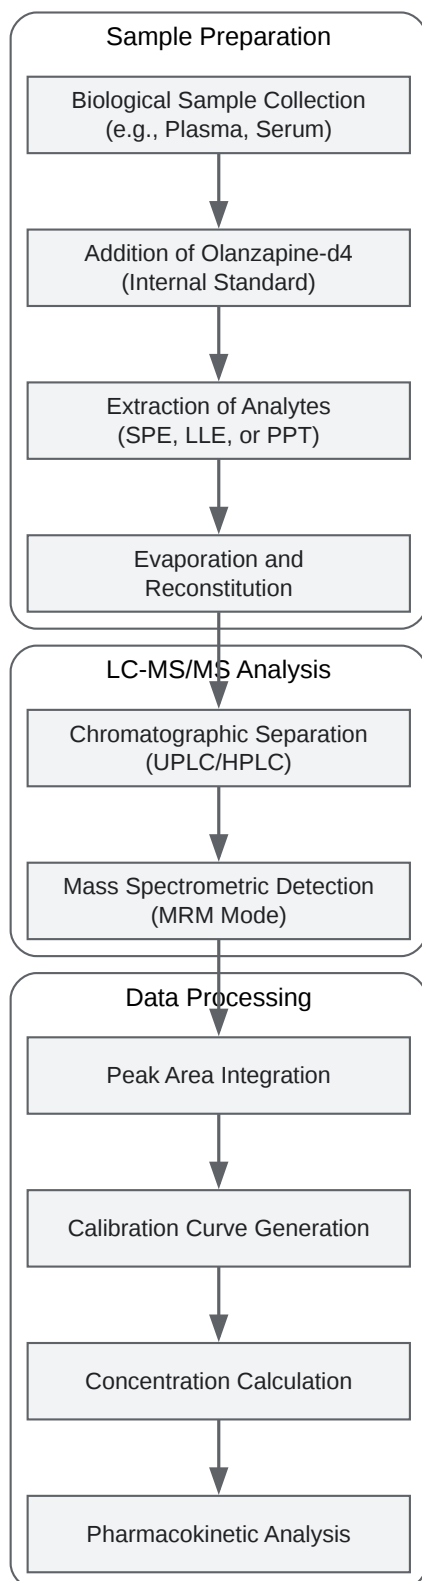 Sample Preparation
Biological Sample Collection
(e.g., Plasma, Serum)
Addition of Olanzapine-d4
(Internal Standard)
Extraction of Analytes
(SPE, LLE, or PPT)
Evaporation and
Reconstitution
LC-MS/MS Analysis
Chromatographic Separation
(UPLC/HPLC)
Mass Spectrometric Detection
(MRM Mode)
Data Processing
Peak Area Integration
Calibration Curve Generation
Concentration Calculation
Pharmacokinetic Analysis